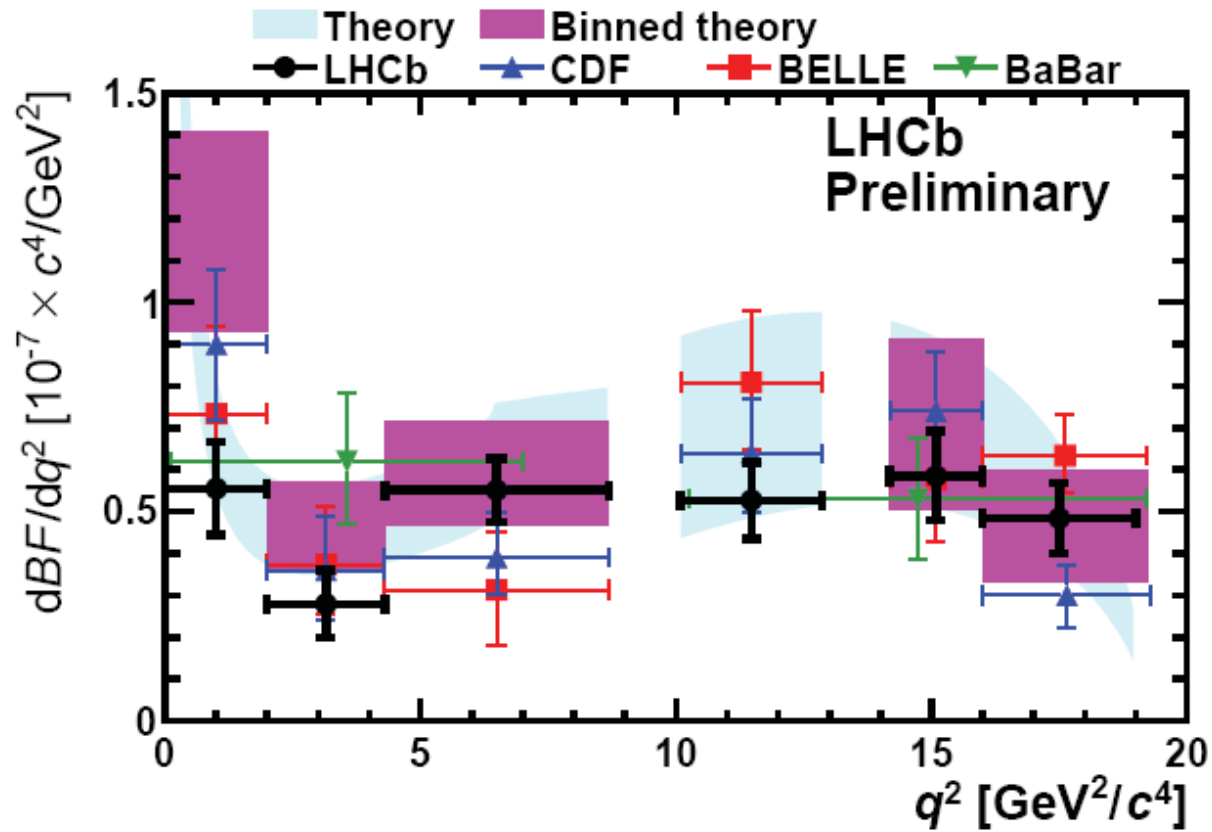 Theory Binned theory
LHCb CDF BELLE BaBar
LHCb
Preliminary
dBF/dq² [10⁻⁷ × c⁴/GeV²]
1.5
1
0.5
0
0 5 10 15 20
q² [GeV²/c⁴]